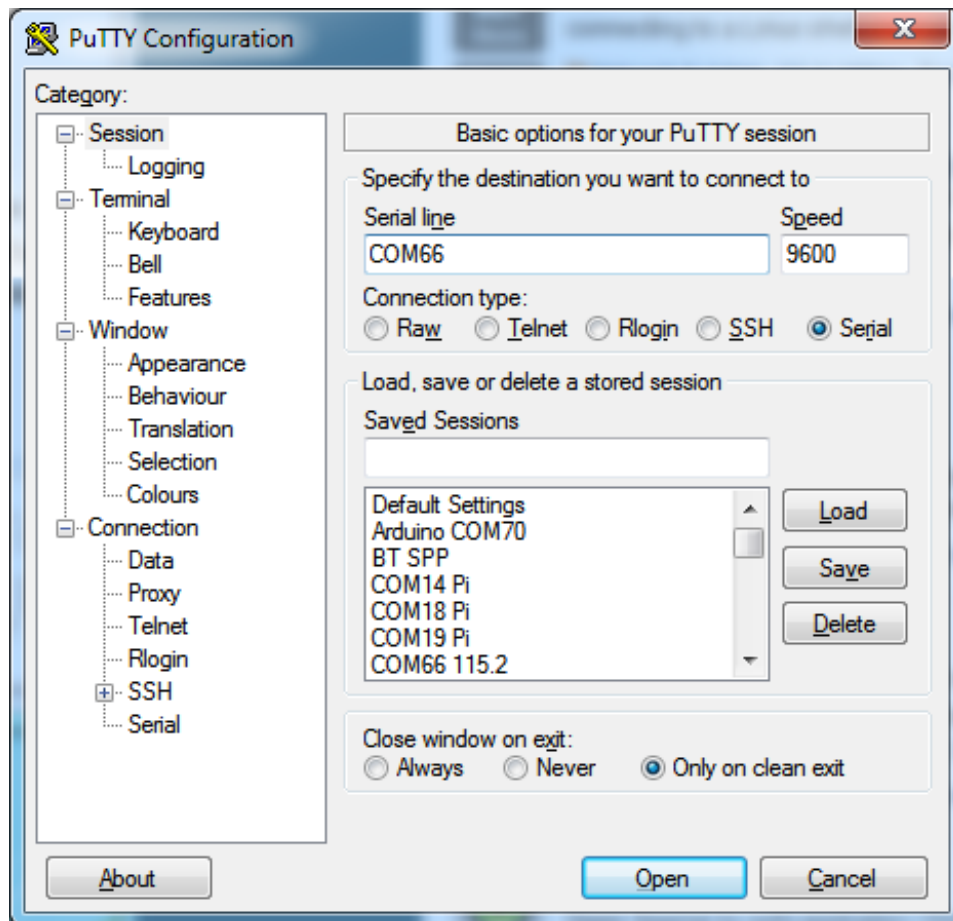 PuTTY Configuration
Category:
Session
Logging
Terminal
Keyboard
Bell
Features
Window
Appearance
Behaviour
Translation
Selection
Colours
Connection
Data
Proxy
Telnet
Rlogin
SSH
Serial
Basic options for your PuTTY session
Specify the destination you want to connect to
Serial line Speed
COM66 9600
Connection type:
Raw Telnet Rlogin SSH Serial
Load, save or delete a stored session
Saved Sessions
Default Settings
Arduino COM70
BT SPP
COM14 Pi
COM18 Pi
COM19 Pi
COM66 115.2
Load
Save
Delete
Close window on exit:
Always Never Only on clean exit
About Open Cancel